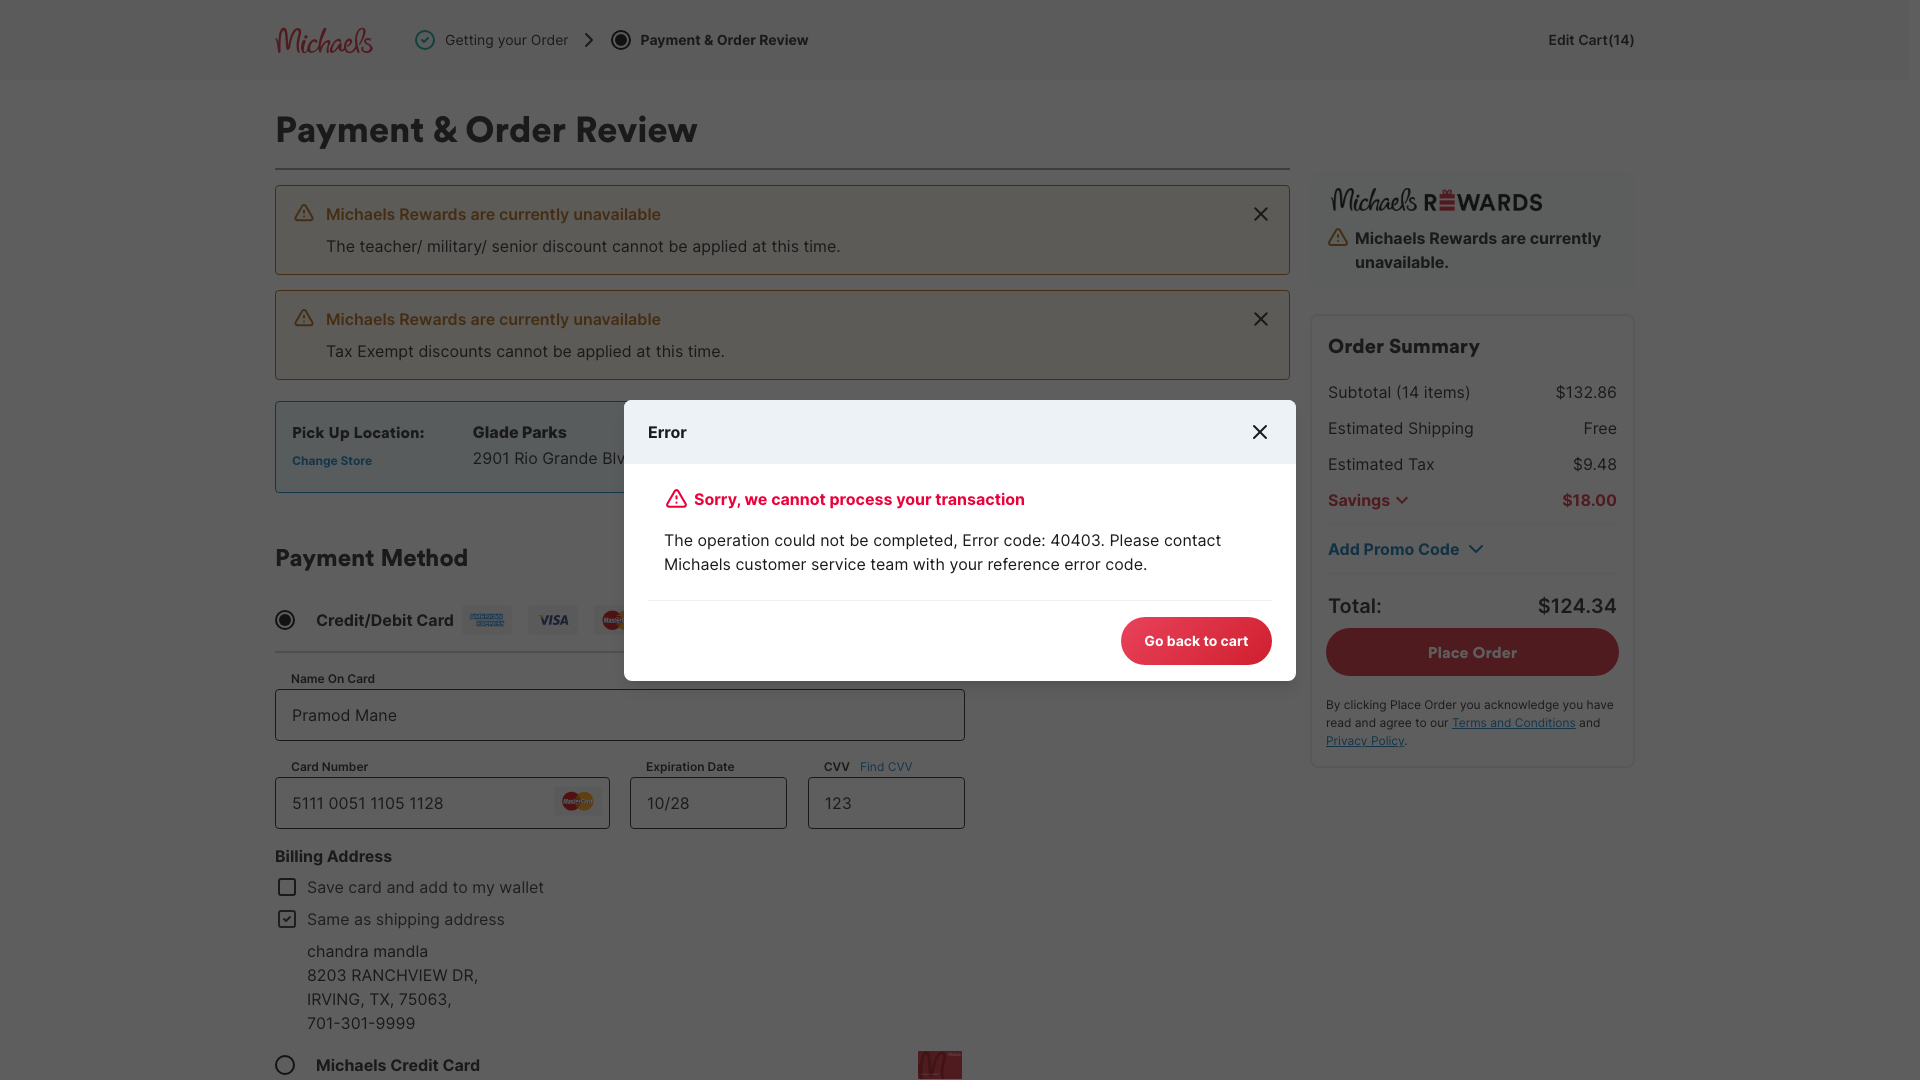 Michaels
Getting your Order
Payment & Order Review
Edit Cart(14)
Payment & Order Review
Michaels Rewards are currently unavailable
The teacher/ military/ senior discount cannot be applied at this time.
Michaels Rewards are currently unavailable
Tax Exempt discounts cannot be applied at this time.
Michaels REWARDS
Michaels Rewards are currently
unavailable.
Pick Up Location:
Change Store
Glade Parks
2901 Rio Grande Blv
Error
Sorry, we cannot process your transaction
The operation could not be completed, Error code: 40403. Please contact
Michaels customer service team with your reference error code.
Go back to cart
Order Summary
Subtotal (14 items) $132.86
Estimated Shipping Free
Estimated Tax $9.48
Savings $18.00
Add Promo Code
Total: $124.34
Place Order
By clicking Place Order you acknowledge you have
read and agree to our Terms and Conditions and
Privacy Policy.
Payment Method
Credit/Debit Card AMERICAN EXPRESS VISA
Name On Card
Pramod Mane
Card Number
5111 0051 1105 1128 MasterCard
Expiration Date
10/28
CVV Find CVV
123
Billing Address
Save card and add to my wallet
Same as shipping address
chandra mandla
8203 RANCHVIEW DR,
IRVING, TX, 75063,
701-301-9999
Michaels Credit Card